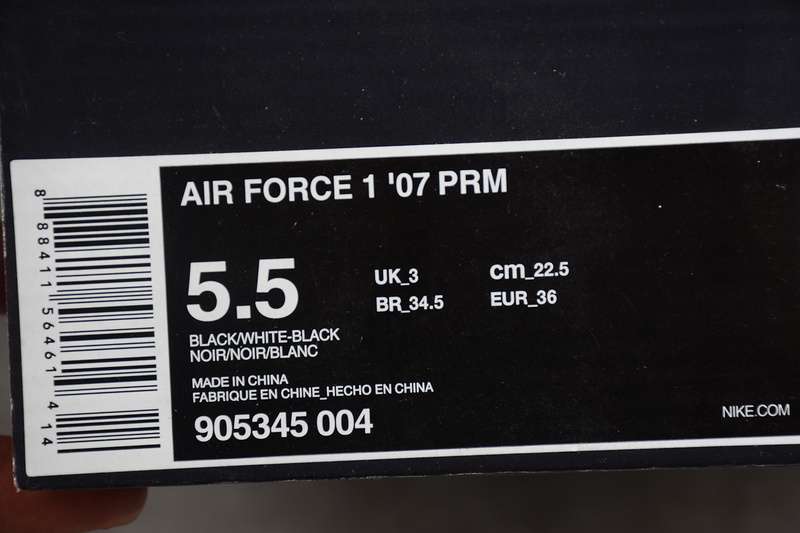 AIR FORCE 1 '07 PRM
5.5
UK_3
cm_22.5
BR_34.5
EUR_36
BLACK/WHITE-BLACK
NOIR/NOIR/BLANC
MADE IN CHINA
FABRIQUE EN CHINE_HECHO EN CHINA
905345 004
NIKE.COM
8 88411 56461 4 14